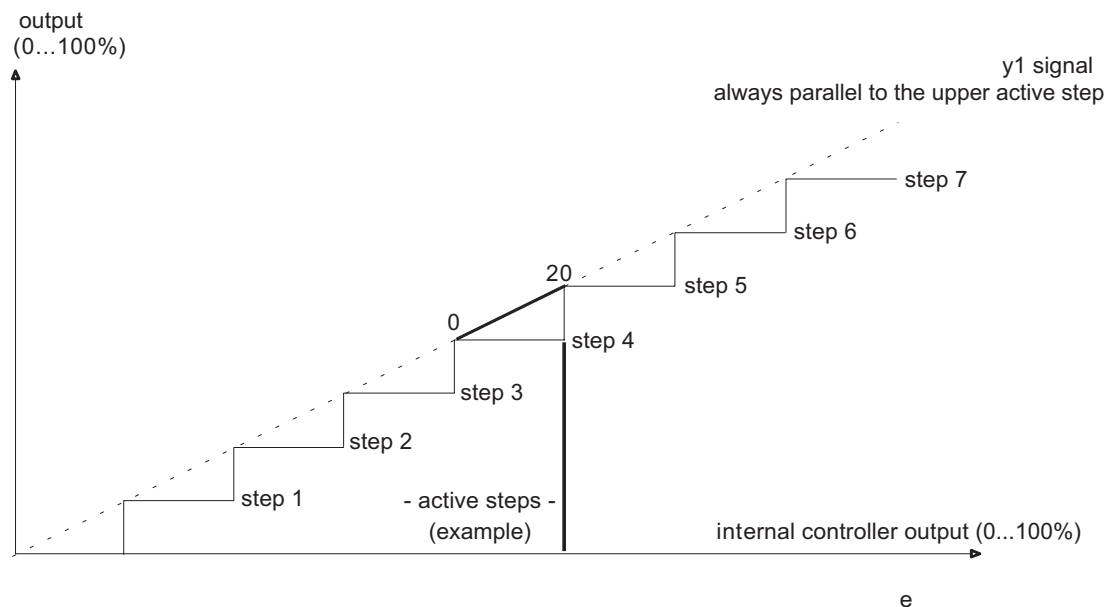 output
(0...100%)
y1 signal
always parallel to the upper active step
step 7
step 6
20
step 5
0
step 4
step 3
step 2
step 1
- active steps -
(example)
internal controller output (0...100%)
e